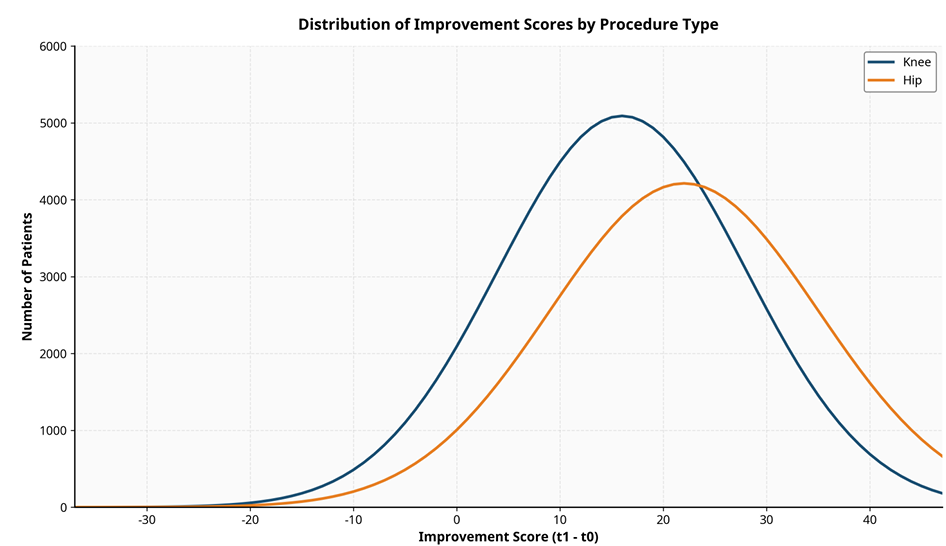 Distribution of Improvement Scores by Procedure Type
Knee
Hip
Number of Patients
6000
5000
4000
3000
2000
1000
0
-30 -20 -10 0 10 20 30 40
Improvement Score (t1 - t0)